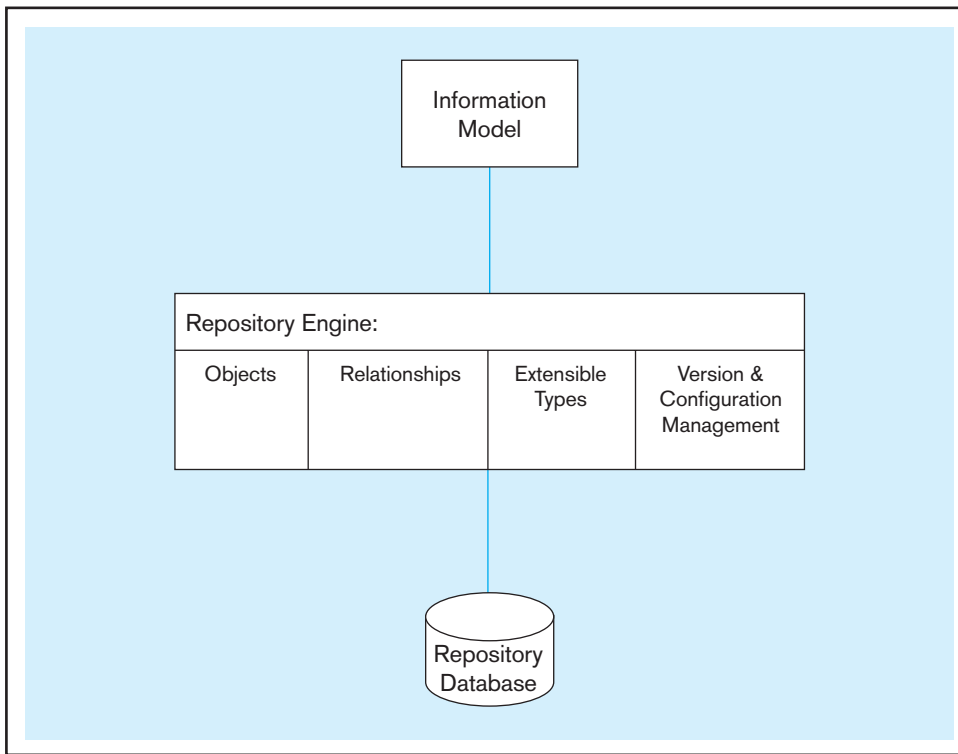 Information
Model
Repository Engine:
Objects
Relationships
Extensible
Types
Version &
Configuration
Management
Repository
Database